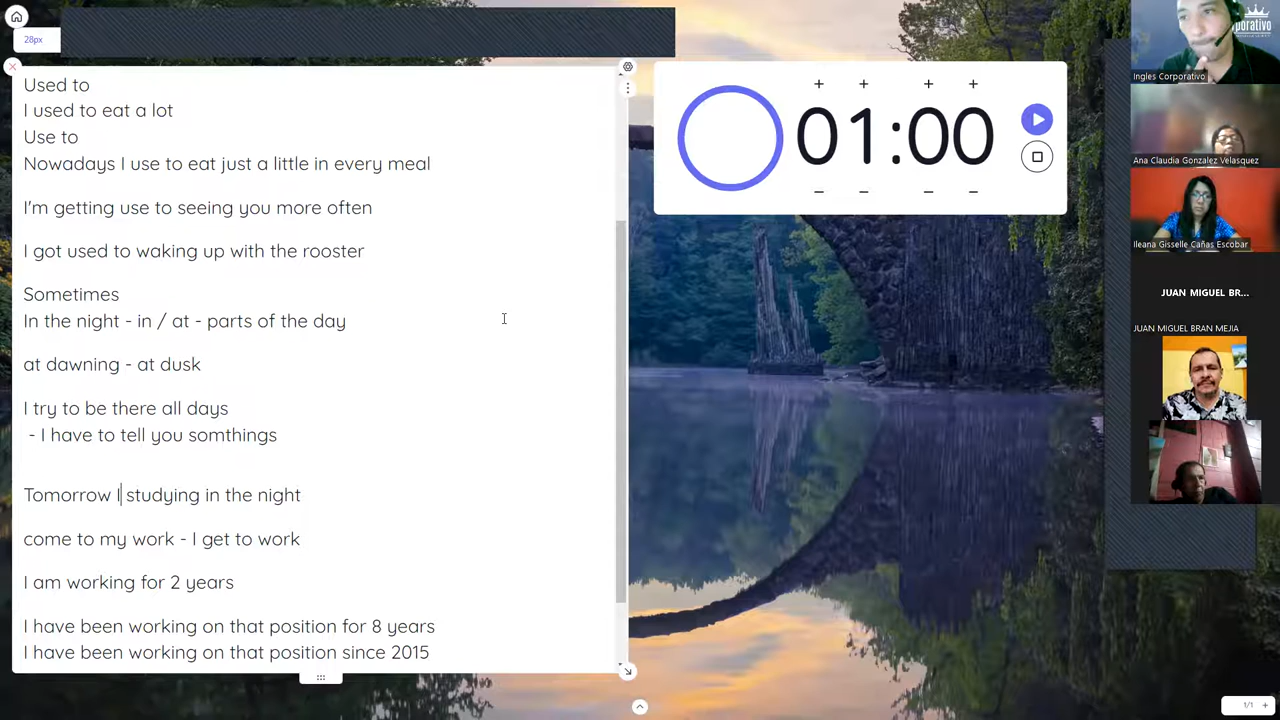 28px
Used to
I used to eat a lot
Use to
Nowadays I use to eat just a little in every meal
I'm getting use to seeing you more often
I got used to waking up with the rooster
Sometimes
In the night - in / at - parts of the day
at dawning - at dusk
I try to be there all days
- I have to tell you somthings
Tomorrow I studying in the night
come to my work - I get to work
I am working for 2 years
I have been working on that position for 8 years
I have been working on that position since 2015
01:00
porativo
Ingles Corporativo
Ana Claudia Gonzalez Velasquez
Ileana Gisselle Cañas Escobar
JUAN MIGUEL BR...
JUAN MIGUEL BRAN MEJIA
1/1